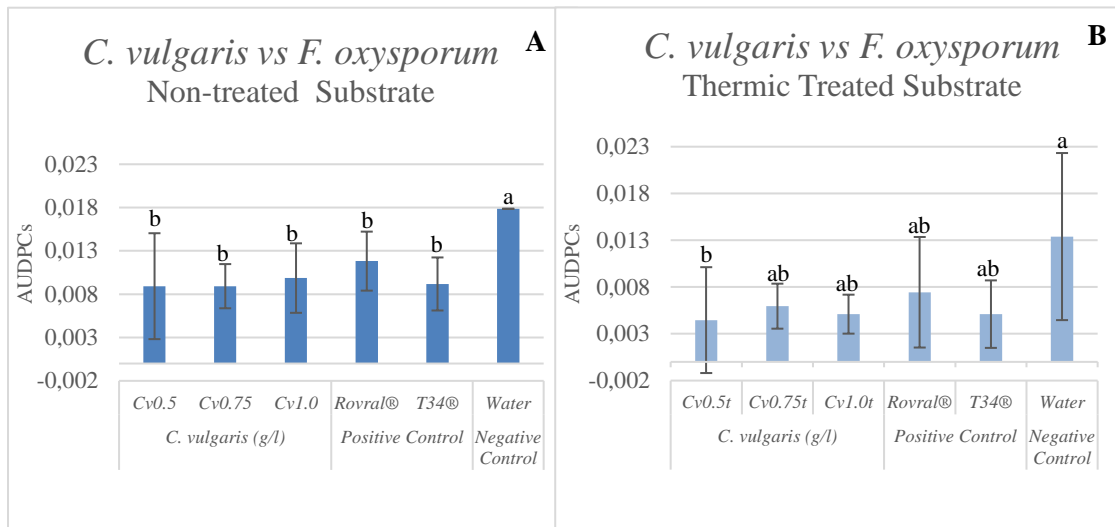 C. vulgaris vs F. oxysporum
A
Non-treated Substrate
AUDPCs
0,023
0,018
0,013
0,008
0,003
-0,002
b
b
b
b
b
a
Cv0.5 Cv0.75 Cv1.0 Rovral® T34® Water
C. vulgaris (g/l) Positive Control Negative
Control
C. vulgaris vs F. oxysporum
B
Thermic Treated Substrate
AUDPCs
0,023
0,018
0,013
0,008
0,003
-0,002
b
ab
ab
ab
ab
a
Cv0.5t Cv0.75t Cv1.0t Rovral® T34® Water
C. vulgaris (g/l) Positive Control Negative
Control